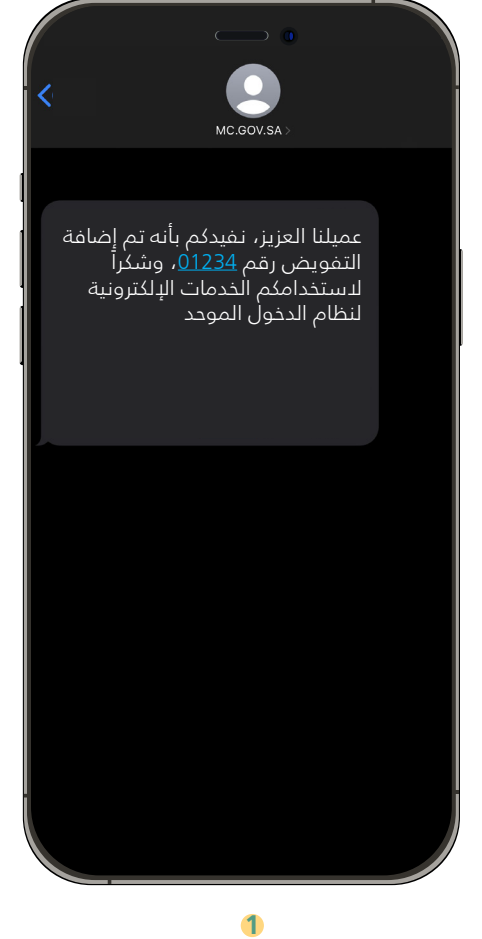 MC.GOV.SA
عميلنا العزيز، نفيدكم بأنه تم إضافة
التفويض رقم 01234، وشكراً
لاستخدامكم الخدمات الإلكترونية
لنظام الدخول الموحد
1